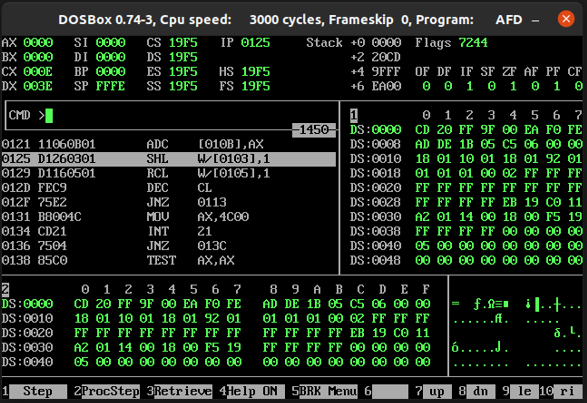 DOSBox 0.74-3, Cpu speed: 3000 cycles, Frameskip 0, Program: AFD
AX 0000 SI 0000 CS 19F5 IP 0125 Stack +0 0000 Flags 7244
BX 0000 DI 0000 DS 19F5 +2 20CD
CX 000E BP 0000 ES 19F5 HS 19F5 +4 9FFF OF DF IF SF ZF AF PF CF
DX 003E SP FFFE SS 19F5 FS 19F5 +6 EA00 0 0 1 0 1 0 1 0
CMD >
1450
0121 11060B01 ADC [010B],AX
0125 D1260301 SHL W/[0103],1
0129 D1160501 RCL W/[0105],1
012D FEC9 DEC CL
012F 75E2 JNZ 0113
0131 B8004C MOV AX,4C00
0134 CD21 INT 21
0136 7504 JNZ 013C
0138 85C0 TEST AX,AX
1 0 1 2 3 4 5 6 7
DS:0000 CD 20 FF 9F 00 EA F0 FE
DS:0008 AD DE 1B 05 C5 06 00 00
DS:0010 18 01 10 01 18 01 92 01
DS:0018 01 01 01 00 02 FF FF FF
DS:0020 FF FF FF FF FF FF FF FF
DS:0028 FF FF FF FF EB 19 C0 11
DS:0030 A2 01 14 00 18 00 F5 19
DS:0038 FF FF FF FF 00 00 00 00
DS:0040 05 00 00 00 00 00 00 00
DS:0048 00 00 00 00 00 00 00 00
2 0 1 2 3 4 5 6 7 8 9 A B C D E F
DS:0000 CD 20 FF 9F 00 EA F0 FE AD DE 1B 05 C5 06 00 00
DS:0010 18 01 10 01 18 01 92 01 01 01 01 00 02 FF FF FF
DS:0020 FF FF FF FF FF FF FF FF FF FF FF FF EB 19 C0 11
DS:0030 A2 01 14 00 18 00 F5 19 FF FF FF FF 00 00 00 00
DS:0040 05 00 00 00 00 00 00 00 00 00 00 00 00 00 00 00
1 Step 2 ProcStep 3 Retrieve 4 Help ON 5 BRK Menu 6 7 up 8 dn 9 le 10 ri